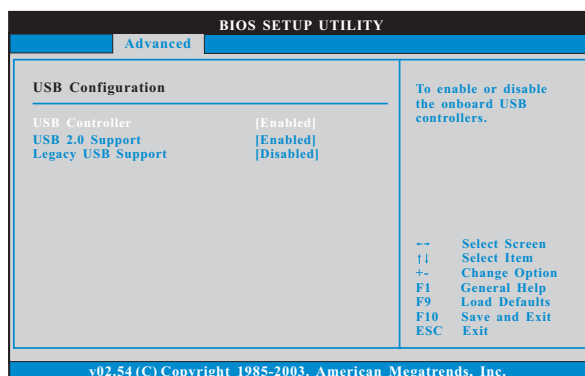 BIOS SETUP UTILITY
Advanced
USB Configuration
USB Controller [Enabled]
USB 2.0 Support [Enabled]
Legacy USB Support [Disabled]
To enable or disable
the onboard USB
controllers.
←→ Select Screen
↑↓ Select Item
+- Change Option
F1 General Help
F9 Load Defaults
F10 Save and Exit
ESC Exit
v02.54 (C) Copyright 1985-2003, American Megatrends, Inc.